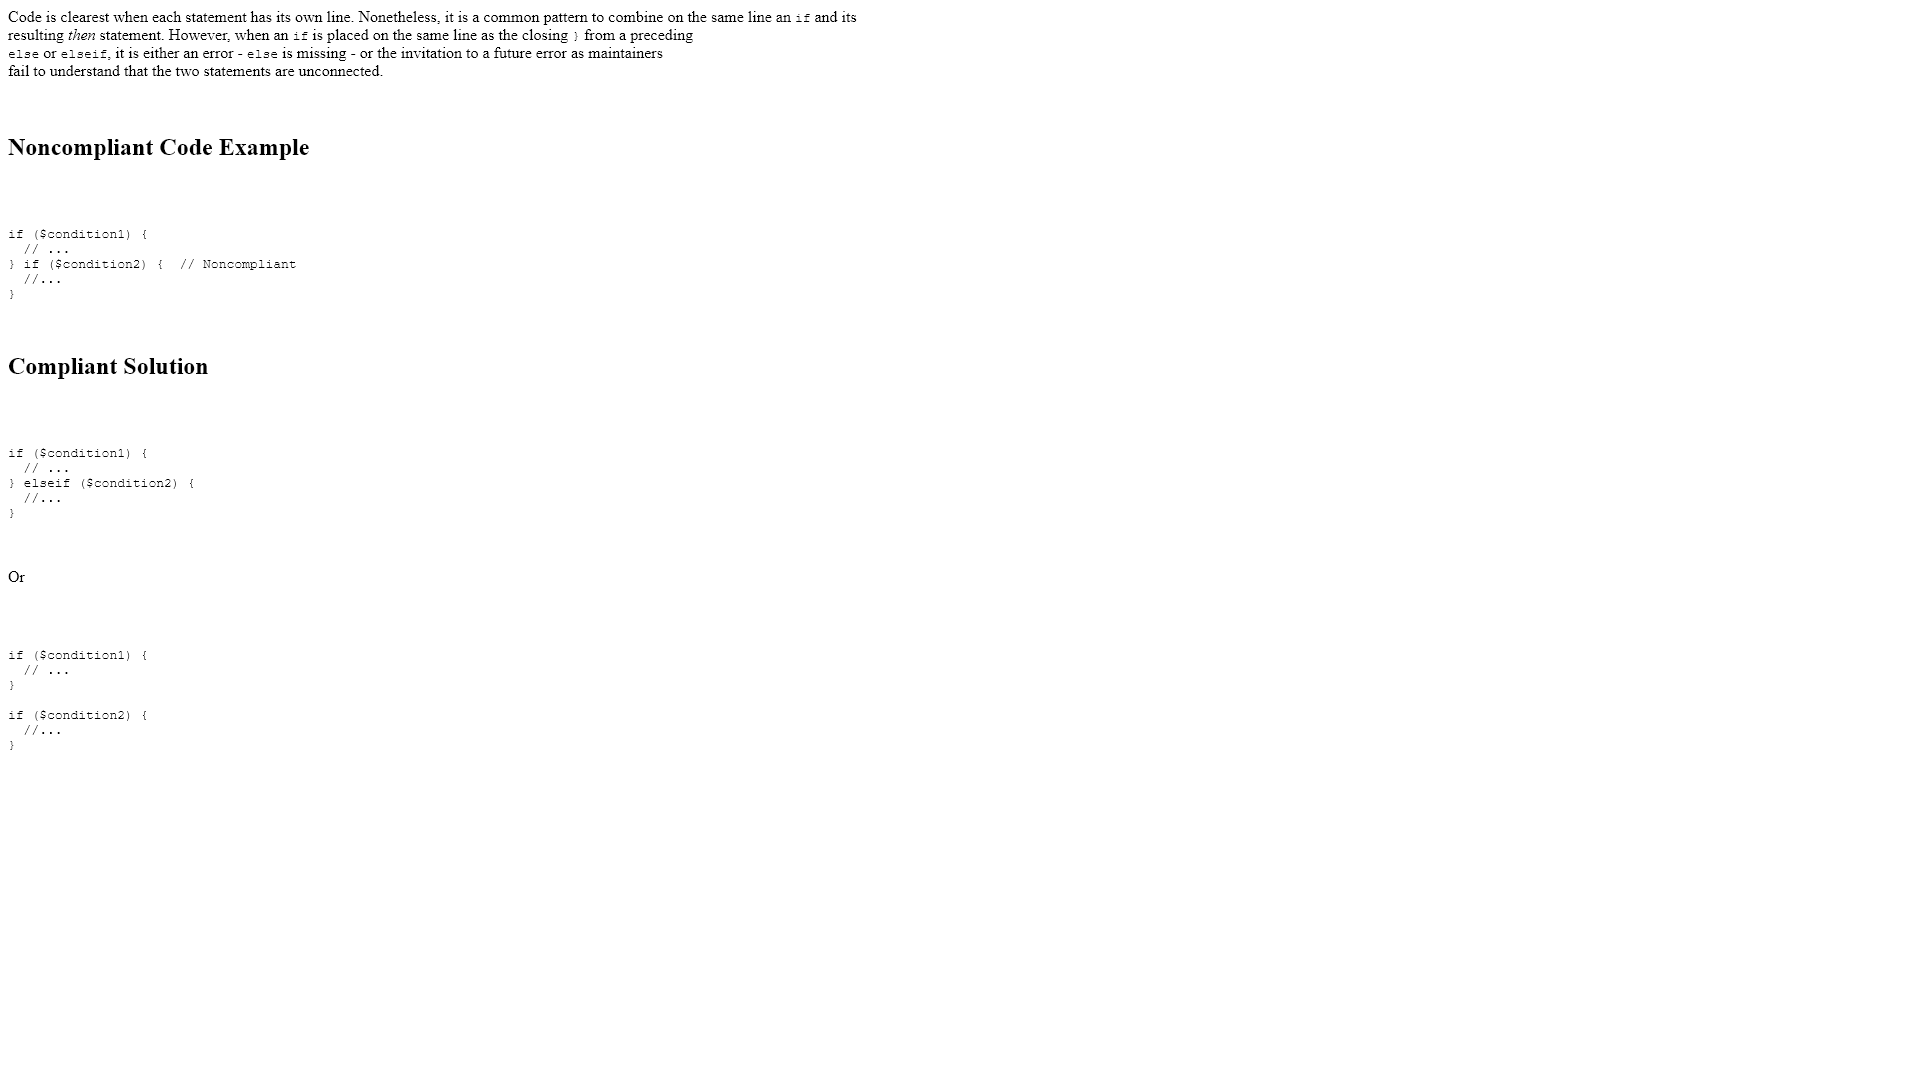 Code is clearest when each statement has its own line. Nonetheless, it is a common pattern to combine on the same line an if and its
resulting then statement. However, when an if is placed on the same line as the closing } from a preceding
else or elseif, it is either an error - else is missing - or the invitation to a future error as maintainers
fail to understand that the two statements are unconnected.
Noncompliant Code Example
if ($condition1) {
  // ...
} if ($condition2) {  // Noncompliant
  //...
}
Compliant Solution
if ($condition1) {
  // ...
} elseif ($condition2) {
  //...
}
Or
if ($condition1) {
  // ...
}
if ($condition2) {
  //...
}